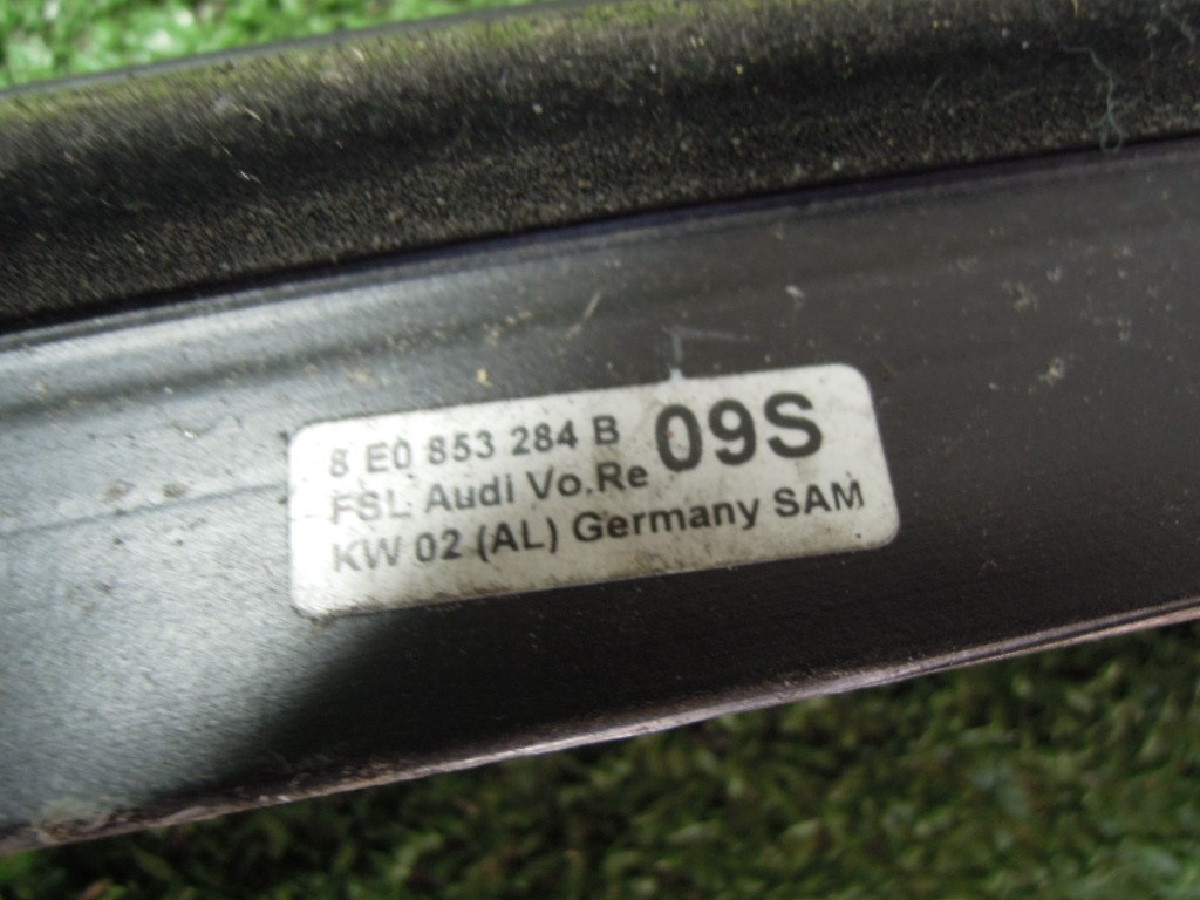 8 E0 853 284 B 09S
FSL Audi Vo.Re
KW 02 (AL) Germany SAM